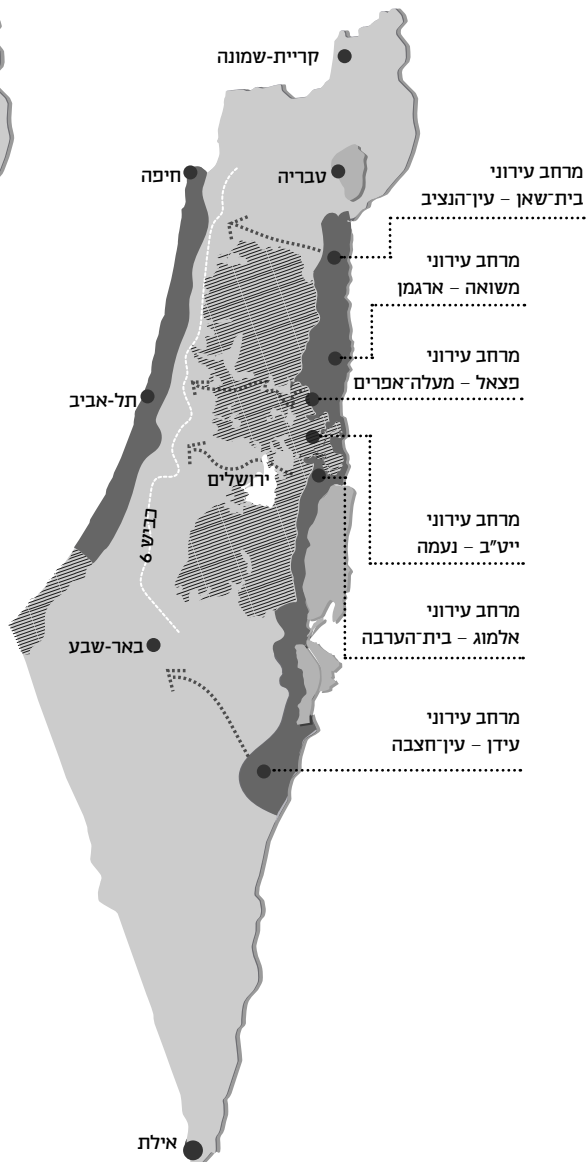 קריית-שמונה
חיפה
טבריה
מרחב עירוני
בית־שאן – עין־הנציב
מרחב עירוני
משואה – ארגמן
מרחב עירוני
פצאל – מעלה־אפרים
תל-אביב
ירושלים
כביש 6
מרחב עירוני
ייט"ב – נעמה
מרחב עירוני
אלמוג – בית־הערבה
באר-שבע
מרחב עירוני
עידן – עין־חצבה
אילת